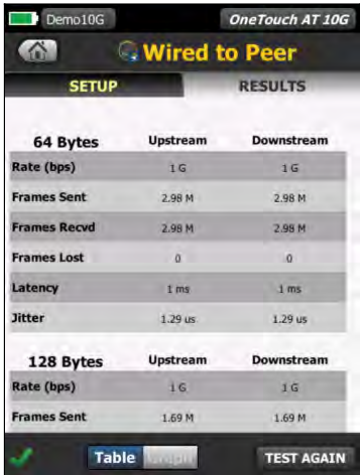 Demo10G OneTouch AT 10G
Wired to Peer
SETUP RESULTS
64 Bytes Upstream Downstream
Rate (bps) 1 G 1 G
Frames Sent 2.98 M 2.98 M
Frames Recvd 2.98 M 2.98 M
Frames Lost 0 0
Latency 1 ms 1 ms
Jitter 1.29 us 1.29 us
128 Bytes Upstream Downstream
Rate (bps) 1 G 1 G
Frames Sent 1.69 M 1.69 M
Table Graph TEST AGAIN